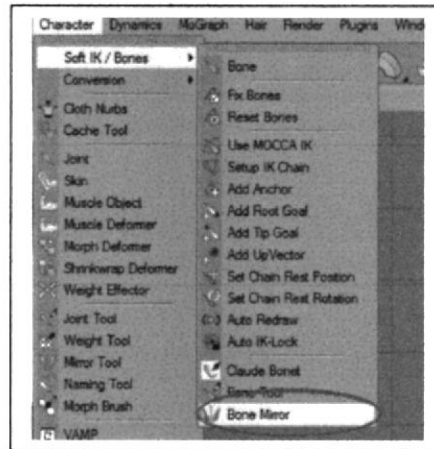 Character Dynamics MoGraph Hair Render Plugins Wind
Soft IK / Bones
Conversion
Cloth Nurbs
Cache Tool
Joint
Skin
Muscle Object
Muscle Deformer
Morph Deformer
Shrinkwrap Deformer
Weight Effector
Joint Tool
Weight Tool
Mirror Tool
Naming Tool
Morph Brush
VAMP
Bone
Fix Bones
Reset Bones
Use MOCCA IK
Setup IK Chain
Add Anchor
Add Root Goal
Add Tip Goal
Add UpVector
Set Chain Rest Position
Set Chain Rest Rotation
Auto Redraw
Auto IK-Lock
Claude Bonet
Bone Tool
Bone Mirror